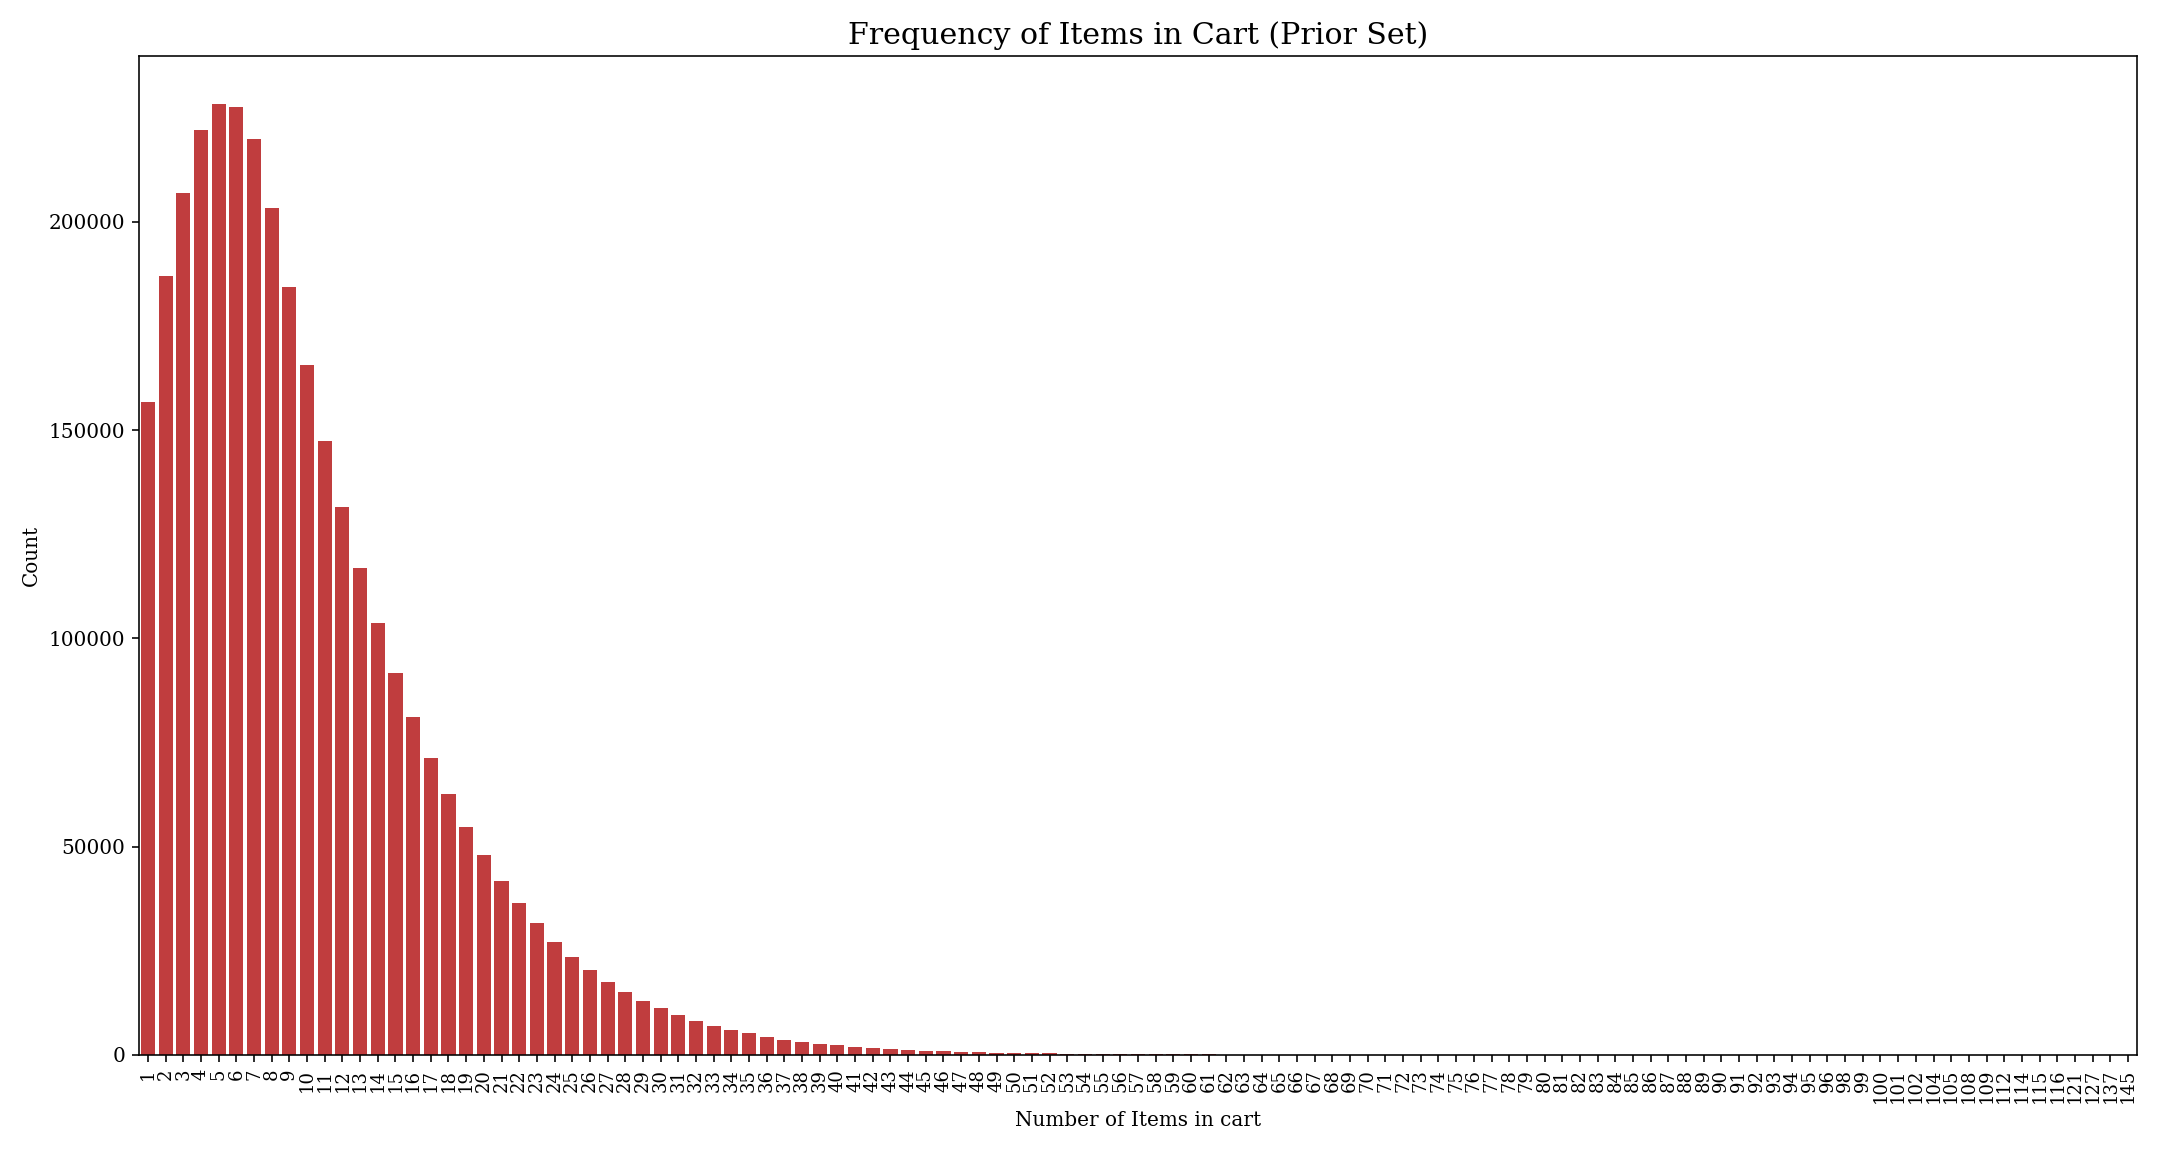 Frequency of Items in Cart (Prior Set)
200000
150000
100000
50000
0
Count
1 2 3 4 5 6 7 8 9 10 11 12 13 14 15 16 17 18 19 20 21 22 23 24 25 26 27 28 29 30 31 32 33 34 35 36 37 38 39 40 41 42 43 44 45 46 47 48 49 50 51 52 53 54 55 56 57 58 59 60 61 62 63 64 65 66 67 68 69 70 71 72 73 74 75 76 77 78 79 80 81 82 83 84 85 86 87 88 89 90 91 92 93 94 95 96 98 99 100 101 102 104 105 108 109 112 114 115 116 121 127 137 145
Number of Items in cart